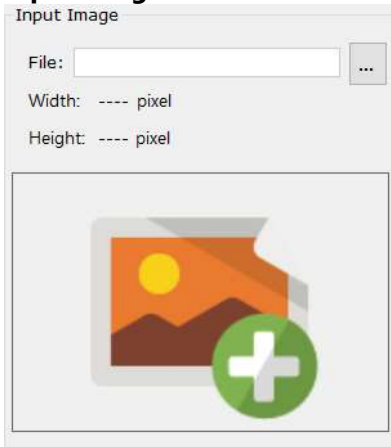 Input Image
File:
...
Width: ---- pixel
Height: ---- pixel